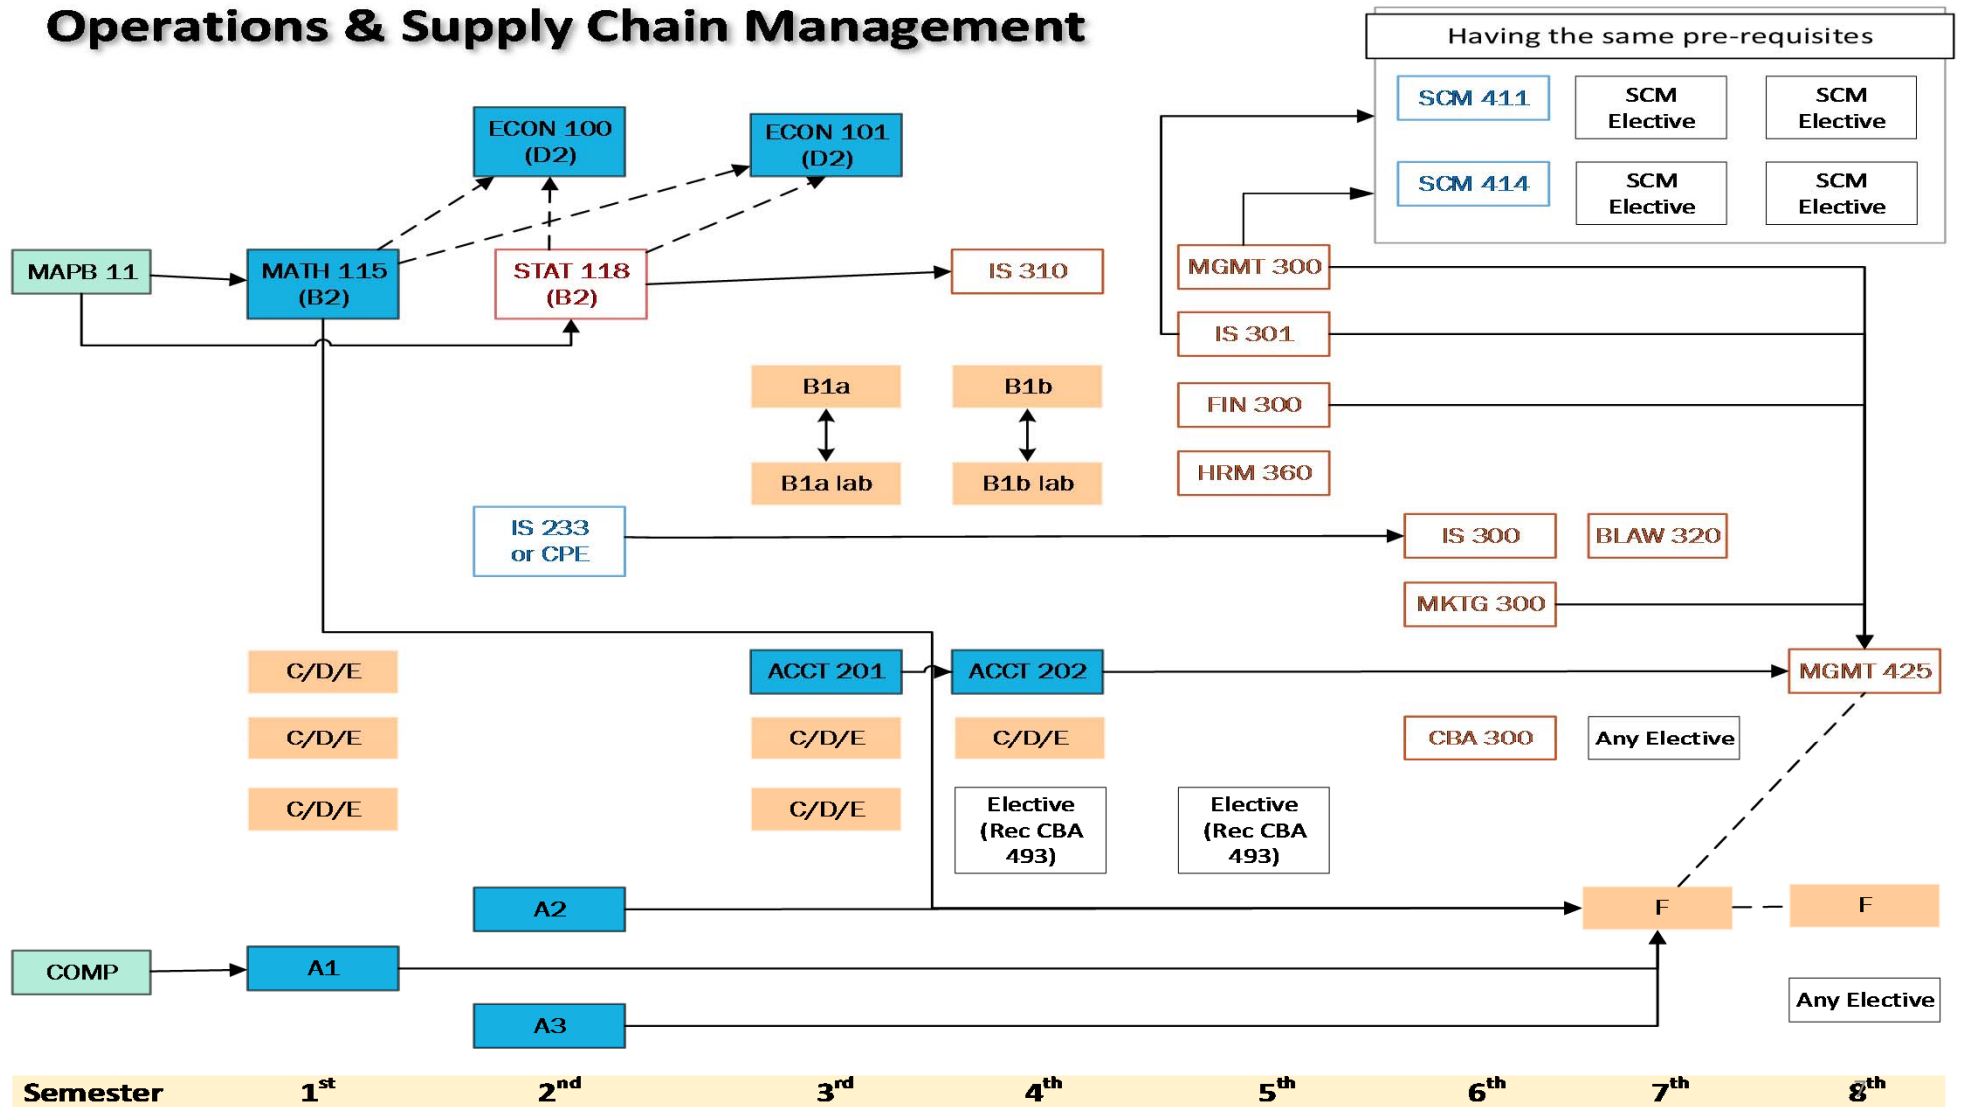 Operations & Supply Chain Management
Having the same pre-requisites
SCM 411
SCM
Elective
SCM
Elective
ECON 100
(D2)
ECON 101
(D2)
SCM 414
SCM
Elective
SCM
Elective
MAPB 11
MATH 115
(B2)
STAT 118
(B2)
IS 310
MGMT 300
IS 301
B1a
B1b
FIN 300
B1a lab
B1b lab
HRM 360
IS 233
or CPE
IS 300
BLAW 320
MKTG 300
C/D/E
ACCT 201
ACCT 202
MGMT 425
C/D/E
C/D/E
C/D/E
CBA 300
Any Elective
C/D/E
C/D/E
Elective
(Rec CBA
493)
Elective
(Rec CBA
493)
A2
F
F
COMP
A1
Any Elective
A3
Semester 1st 2nd 3rd 4th 5th 6th 7th 8th